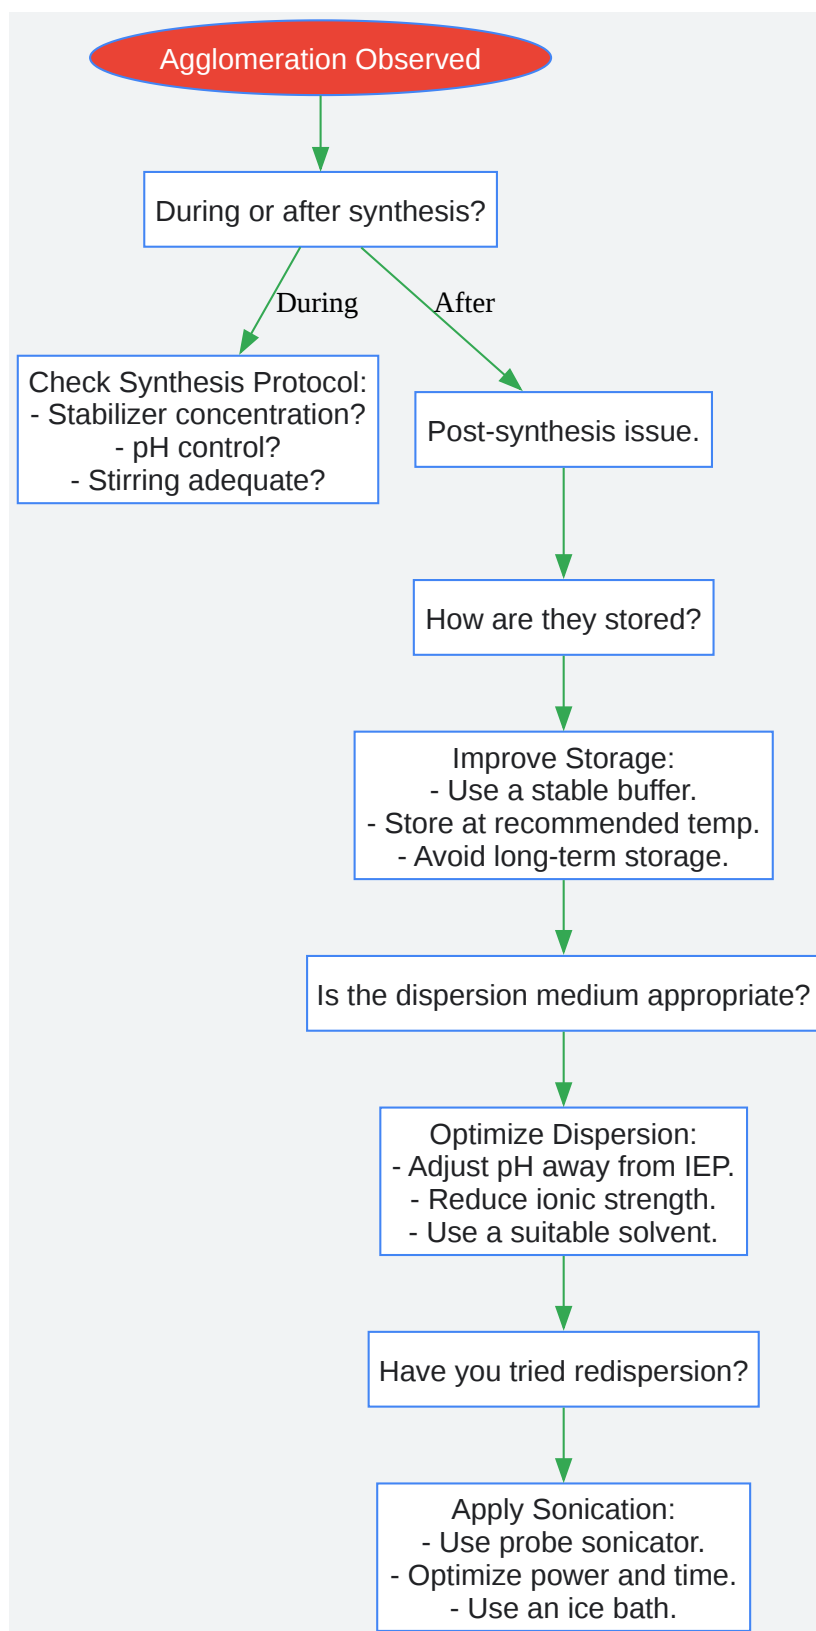 Agglomeration Observed
During or after synthesis?
During
After
Check Synthesis Protocol:
- Stabilizer concentration?
- pH control?
- Stirring adequate?
Post-synthesis issue.
How are they stored?
Improve Storage:
- Use a stable buffer.
- Store at recommended temp.
- Avoid long-term storage.
Is the dispersion medium appropriate?
Optimize Dispersion:
- Adjust pH away from IEP.
- Reduce ionic strength.
- Use a suitable solvent.
Have you tried redispersion?
Apply Sonication:
- Use probe sonicator.
- Optimize power and time.
- Use an ice bath.